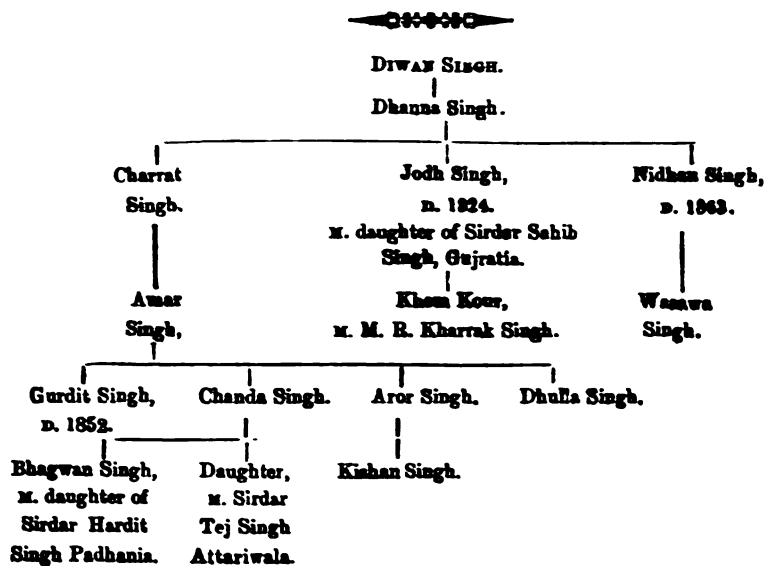 DIWAN SINGH.
Dhanna Singh.
Charrat Singh.
Jodh Singh,
D. 1824.
M. daughter of Sirdar Sahib
Singh, Gujratia.
Nidhan Singh,
D. 1863.
Amar
Singh,
Khem Kour,
M. M. R. Kharrak Singh.
Wasawa
Singh.
Gurdit Singh,
D. 1852.
Chanda Singh.
Aror Singh.
Dhulla Singh.
Bhagwan Singh,
M. daughter of
Sirdar Hardit
Singh Padhania.
Daughter,
M. Sirdar
Tej Singh
Attariwala.
Kishan Singh.